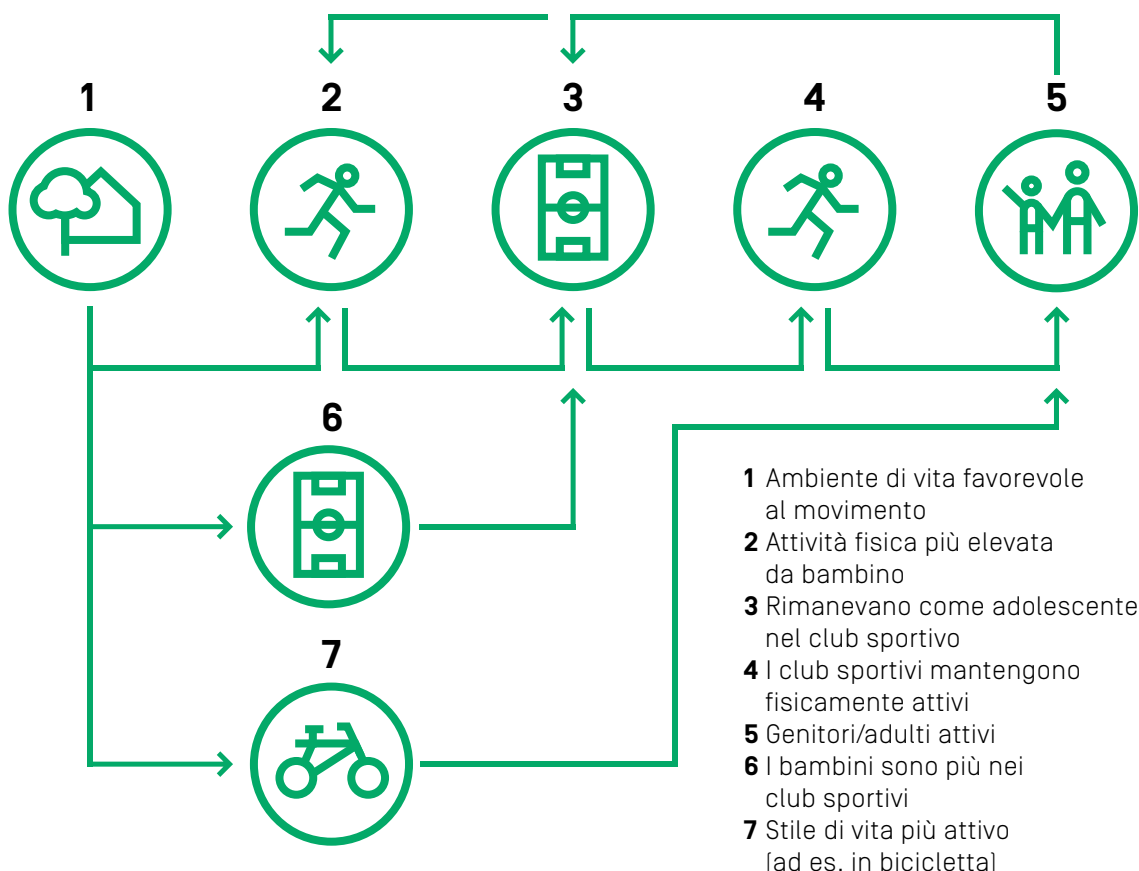 1
2
3
4
5
6
7
1 Ambiente di vita favorevole
al movimento
2 Attività fisica più elevata
da bambino
3 Rimanevano come adolescente
nel club sportivo
4 I club sportivi mantengono
fisicamente attivi
5 Genitori/adulti attivi
6 I bambini sono più nei
club sportivi
7 Stile di vita più attivo
(ad es. in bicicletta)